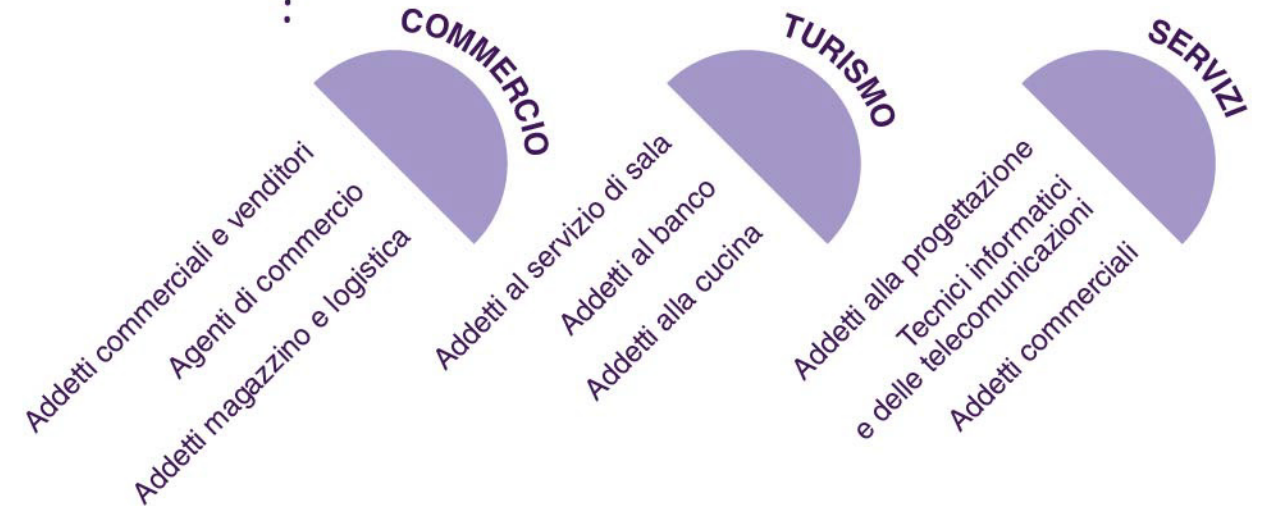 COMMERCIO
Addetti commerciali e venditori
Agenti di commercio
Addetti magazzino e logistica
TURISMO
Addetti al servizio di sala
Addetti al banco
Addetti alla cucina
SERVIZI
Addetti alla progettazione
Tecnici informatici
e delle telecomunicazioni
Addetti commerciali